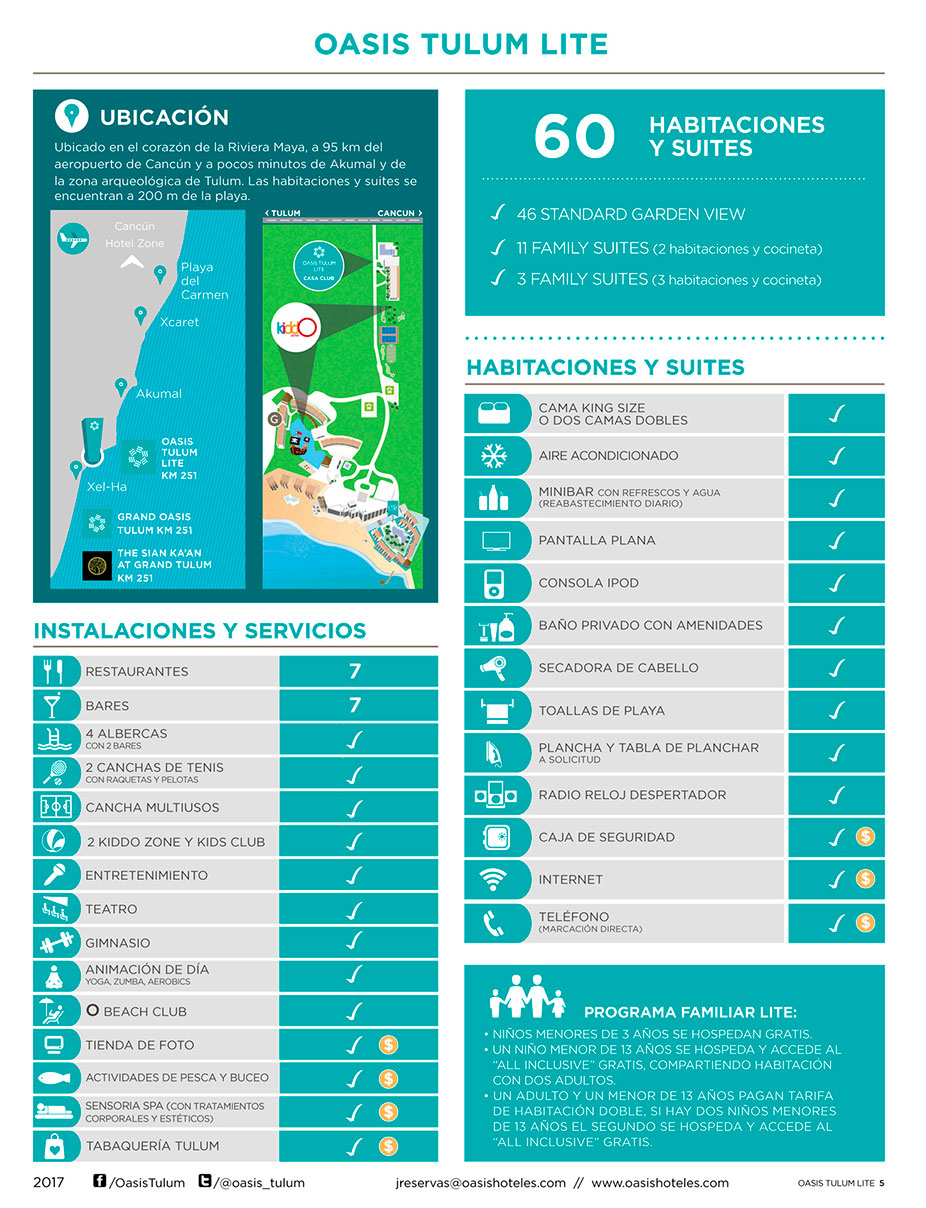 OASIS TULUM LITE
UBICACIÓN
Ubicado en el corazón de la Riviera Maya, a 95 km del
aeropuerto de Cancún y a pocos minutos de Akumal y de
la zona arqueológica de Tulum. Las habitaciones y suites se
encuentran a 200 m de la playa.
Cancún
Hotel Zone
Playa
del
Carmen
Xcaret
Akumal
OASIS
TULUM
LITE
KM 251
Xel-Ha
GRAND OASIS
TULUM KM 251
THE SIAN KA'AN
AT GRAND TULUM
KM 251
< TULUM CANCUN >
OASIS TULUM
LITE
CASA CLUB
kiddO
G
60 HABITACIONES
Y SUITES
46 STANDARD GARDEN VIEW
11 FAMILY SUITES (2 habitaciones y cocineta)
3 FAMILY SUITES (3 habitaciones y cocineta)
INSTALACIONES Y SERVICIOS
RESTAURANTES 7
BARES 7
4 ALBERCAS
CON 2 BARES
2 CANCHAS DE TENIS
CON RAQUETAS Y PELOTAS
CANCHA MULTIUSOS
2 KIDDO ZONE Y KIDS CLUB
ENTRETENIMIENTO
TEATRO
GIMNASIO
ANIMACIÓN DE DÍA
YOGA, ZUMBA, AEROBICS
O BEACH CLUB
TIENDA DE FOTO $
ACTIVIDADES DE PESCA Y BUCEO $
SENSORIA SPA (CON TRATAMIENTOS
CORPORALES Y ESTÉTICOS) $
TABAQUERÍA TULUM $
HABITACIONES Y SUITES
CAMA KING SIZE
O DOS CAMAS DOBLES
AIRE ACONDICIONADO
MINIBAR CON REFRESCOS Y AGUA
(REABASTECIMIENTO DIARIO)
PANTALLA PLANA
CONSOLA IPOD
BAÑO PRIVADO CON AMENIDADES
SECADORA DE CABELLO
TOALLAS DE PLAYA
PLANCHA Y TABLA DE PLANCHAR
A SOLICITUD
RADIO RELOJ DESPERTADOR
CAJA DE SEGURIDAD $
INTERNET $
TELÉFONO
(MARCACIÓN DIRECTA) $
PROGRAMA FAMILIAR LITE:
• NIÑOS MENORES DE 3 AÑOS SE HOSPEDAN GRATIS.
• UN NIÑO MENOR DE 13 AÑOS SE HOSPEDA Y ACCEDE AL
"ALL INCLUSIVE" GRATIS, COMPARTIENDO HABITACIÓN
CON DOS ADULTOS.
• UN ADULTO Y UN MENOR DE 13 AÑOS PAGAN TARIFA
DE HABITACIÓN DOBLE, SI HAY DOS NIÑOS MENORES
DE 13 AÑOS EL SEGUNDO SE HOSPEDA Y ACCEDE AL
"ALL INCLUSIVE" GRATIS.
2017 f/OasisTulum t/@oasis_tulum jreservas@oasishoteles.com // www.oasishoteles.com OASIS TULUM LITE 5